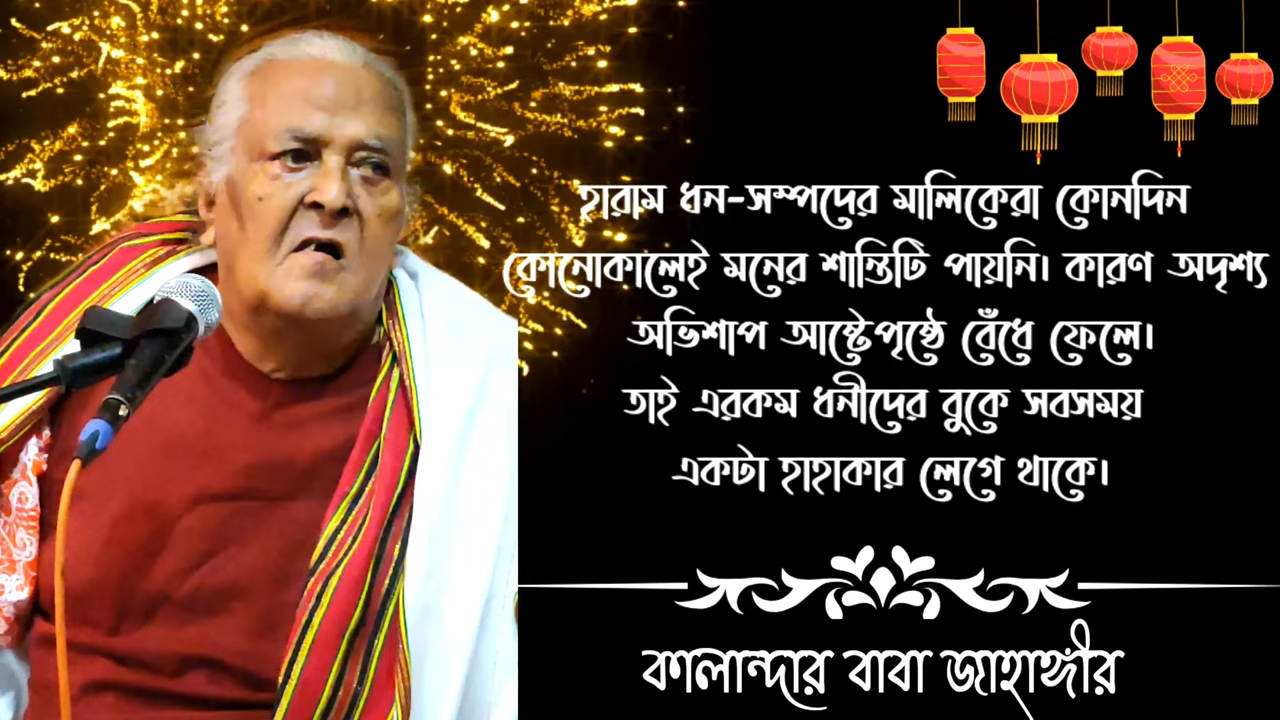 হারাম ধন-সম্পদের মালিকেরা কোনদিন
কোনোকালেই মনের শান্তিটি পায়নি। কারণ অদৃশ্য
অভিশাপ আষ্টেপৃষ্ঠে বেঁধে ফেলে।
তাই এরকম ধনীদের বুকে সবসময়
একটা হাহাকার লেগে থাকে।
কালান্দার বাবা জাহাঙ্গীর